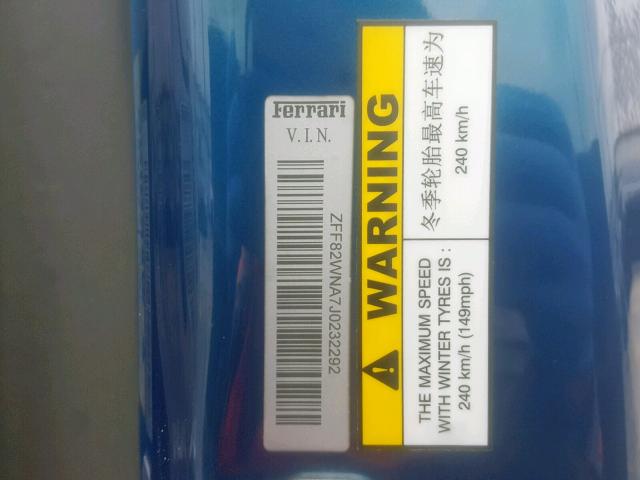 Ferrari
V.I.N.
ZFF82WNA7J0232292
WARNING
THE MAXIMUM SPEED
WITH WINTER TYRES IS :
240 km/h (149mph)
冬季轮胎最高车速为
240 km/h